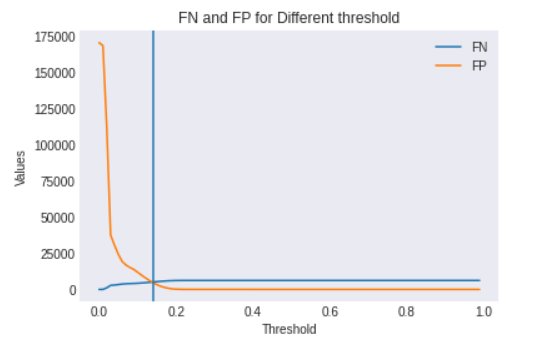 FN and FP for Different threshold
175000
150000
125000
100000
75000
50000
25000
0
Values
FN
FP
0.0 0.2 0.4 0.6 0.8 1.0
Threshold